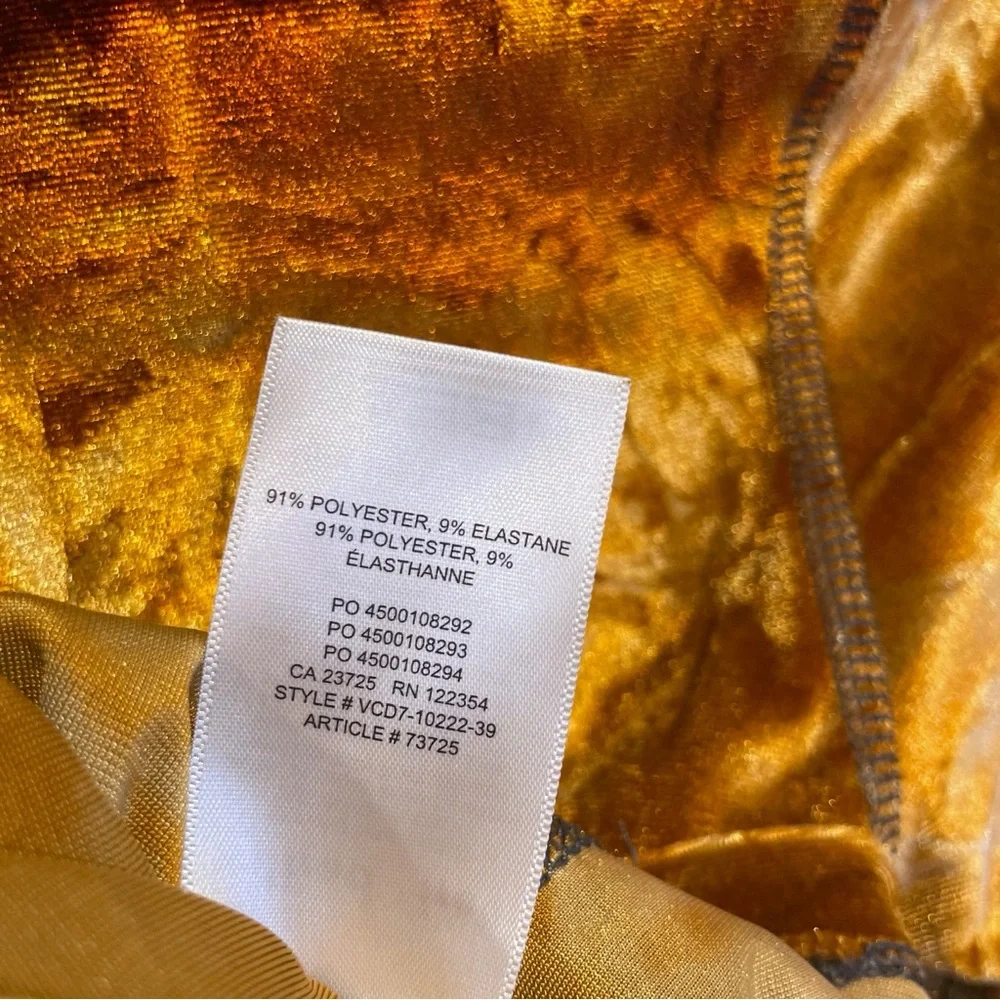 91% POLYESTER, 9% ELASTANE
91% POLYESTER, 9%
ÉLASTHANNE
PO 4500108292
PO 4500108293
PO 4500108294
CA 23725 RN 122354
STYLE # VCD7-10222-39
ARTICLE # 73725